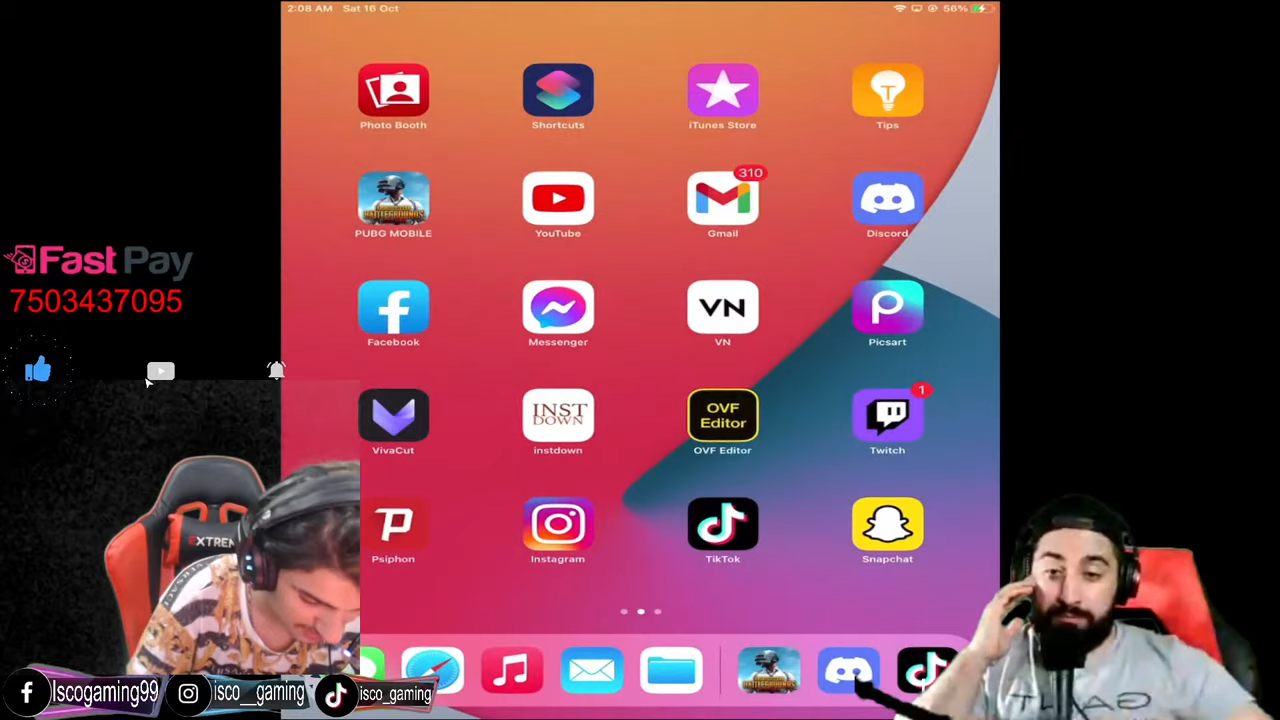 2:08 AM Sat 16 Oct
56%
Photo Booth
Shortcuts
iTunes Store
Tips
310
PUBG MOBILE
YouTube
Gmail
Discord
Fast Pay
7503437095
VN
Facebook
Messenger
VN
Picsart
INST
DOWN
OVF
Editor
1
VivaCut
instdown
OVF Editor
Twitch
Psiphon
Instagram
TikTok
Snapchat
EXTREM
Iscogaming99
isco__gaming
isco_gaming